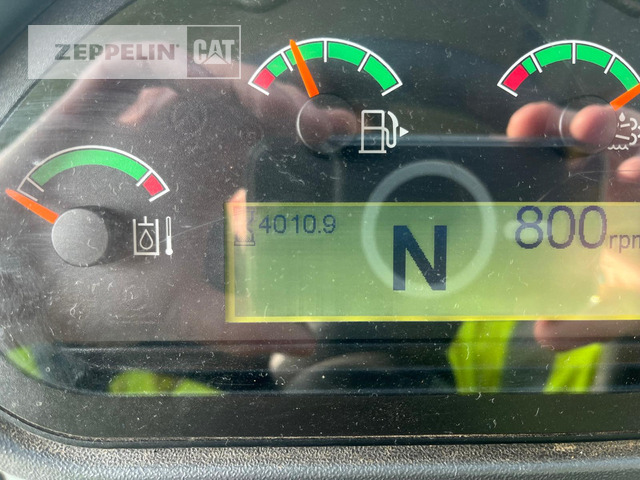 ZEPPELIN CAT
4010.9
N
800 rpm